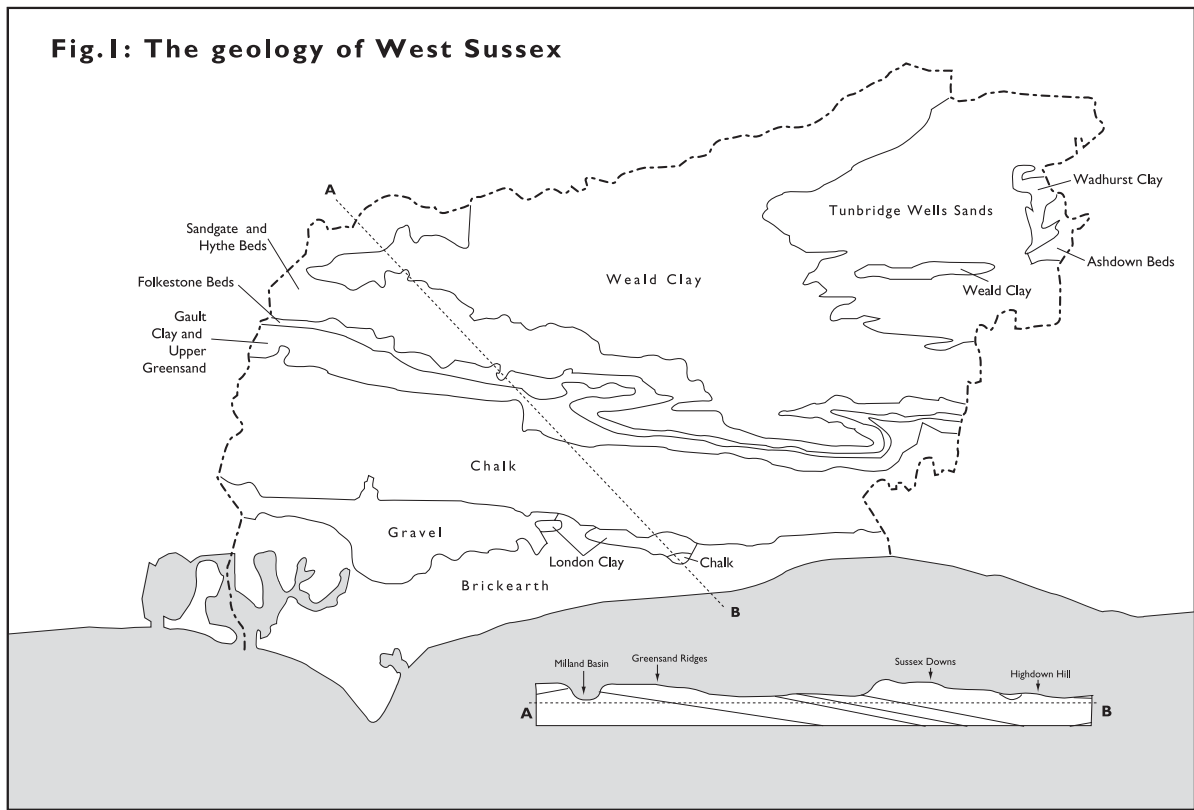 Fig.1: The geology of West Sussex
A
Wadhurst Clay
Tunbridge Wells Sands
Sandgate and
Hythe Beds
Ashdown Beds
Weald Clay
Folkestone Beds
Weald Clay
Gault
Clay and
Upper
Greensand
Chalk
Gravel
London Clay
Chalk
Brickearth
B
Milland Basin
Greensand Ridges
Sussex Downs
Highdown Hill
A
B